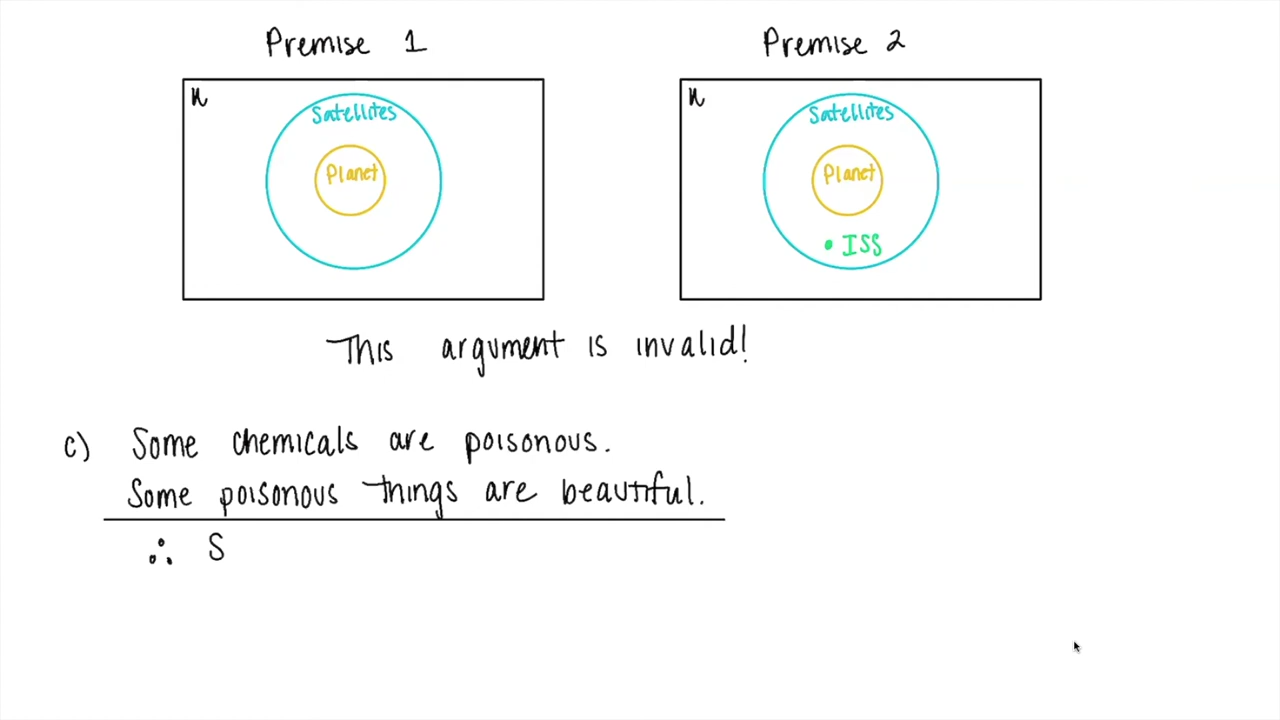 Premise 1
Premise 2
U
Satellites
Planet
U
Satellites
Planet
• ISS
This argument is invalid!
c) Some chemicals are poisonous.
Some poisonous things are beautiful.
∴ S